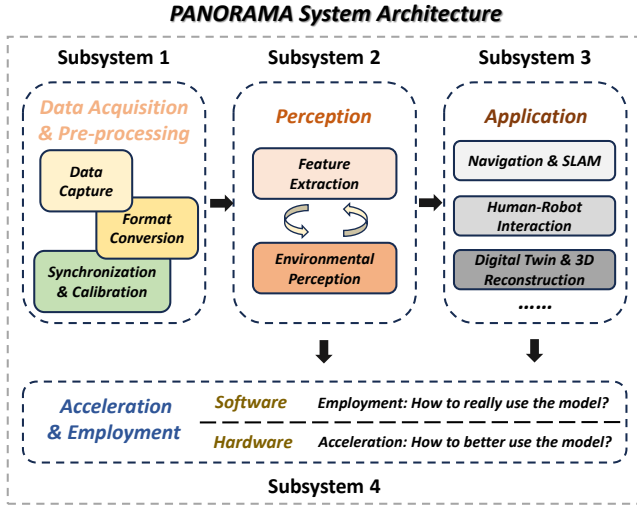 PANORAMA System Architecture
Subsystem 1
Data Acquisition
& Pre-processing
Data
Capture
Format
Conversion
Synchronization
& Calibration
Subsystem 2
Perception
Feature
Extraction
Environmental
Perception
Subsystem 3
Application
Navigation & SLAM
Human-Robot
Interaction
Digital Twin & 3D
Reconstruction
......
Acceleration
& Employment
Software
Employment: How to really use the model?
Hardware
Acceleration: How to better use the model?
Subsystem 4